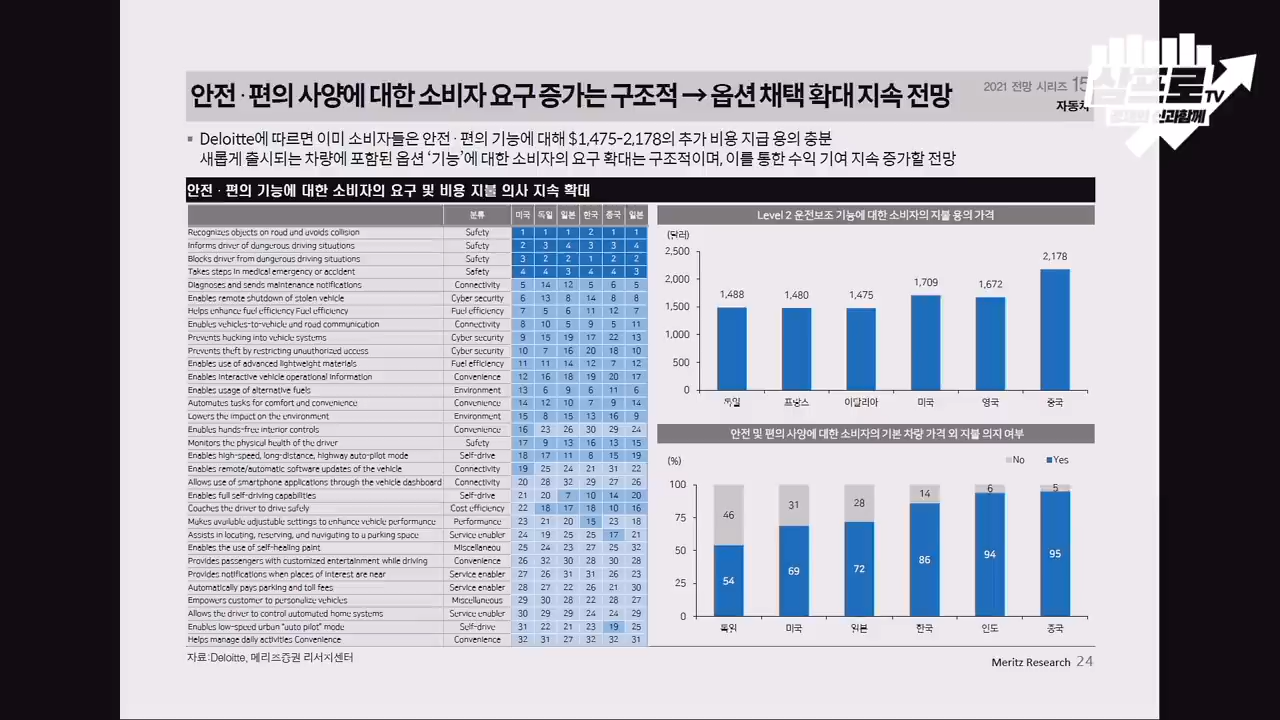 안전·편의 사양에 대한 소비자 요구 증가는 구조적 → 옵션 채택 확대 지속 전망
2021 전망 시리즈 15
자동차
삼프로TV
경제의 신과함께
▪ Deloitte에 따르면 이미 소비자들은 안전·편의 기능에 대해 $1,475-2,178의 추가 비용 지급 용의 충분
새롭게 출시되는 차량에 포함된 옵션 '기능'에 대한 소비자의 요구 확대는 구조적이며, 이를 통한 수익 기여 지속 증가할 전망
안전·편의 기능에 대한 소비자의 요구 및 비용 지불 의사 지속 확대
분류 미국 독일 일본 한국 중국 일본
Recognizes objects on roud and uvoids collision Sufety 1 1 1 2 1 1
Informs driver of dangerous driving situations Sufety 2 3 4 3 3 4
Blocks driver from dangerous driving situations Sufety 3 2 2 1 2 2
Takes steps in medical emergency or accident Sufety 4 4 3 4 4 3
Diagnoses and sends maintenance notifications Connectivity 5 14 12 5 6 5
Enables remote shutdown of stolen vehicle Cyber security 6 13 8 14 8 8
Helps enhance fuel efficiency Fuel efficiency Fuel efficiency 7 5 6 11 12 7
Enables vehicles-to-vehicle and road communication Connectivity 8 10 5 9 5 11
Prevents hucking into vehicle systems Cyber security 9 15 19 17 22 13
Prevents theft by restricting unauthorized access Cyber security 10 7 16 20 18 10
Enables use of advanced lightweight materials Fuel efficiency 11 11 14 12 7 12
Enables interactive vehicle operational information Convenience 12 16 18 19 20 17
Enables usage of alternative fuels Environment 13 6 9 6 11 6
Automates tasks for comfort and convenience Convenience 14 12 10 7 9 14
Lowers the impact on the environment Environment 15 8 15 13 16 9
Enables hands-free interior controls Convenience 16 23 26 30 29 24
Monitors the physical health of the driver Sufety 17 9 13 16 13 15
Enables high-speed, long-distance, highway auto-pilot mode Self-drive 18 17 11 8 15 19
Enables remote/automatic software updates of the vehicle Connectivity 19 25 24 21 31 22
Allows use of smartphone applications through the vehicle dashboard Connectivity 20 28 32 29 27 26
Enables full self-driving capabilities Self-drive 21 20 7 10 14 20
Couches the driver to drive safely Cost efficiency 22 18 17 18 10 16
Makes available adjustable settings to enhance vehicle performance Performance 23 21 20 15 23 18
Assists in locating, reserving, and navigating to a parking space Service enabler 24 19 25 25 17 21
Enables the use of self-healing paint Miscellaneou 25 24 23 27 25 32
Provides passengers with customized entertainment while driving Convenience 26 32 30 28 30 28
Provides notifications when places of interest are near Service enabler 27 26 31 31 26 23
Automatically pays parking and toll fees Service enabler 28 27 22 26 21 30
Empowers customer to personalize vehicles Miscellaneous 29 30 28 22 28 27
Allows the driver to control automated home systems Service enabler 30 29 29 24 24 29
Enables low-speed urban "auto pilot" mode Self-drive 31 22 21 23 19 25
Helps manage daily activities Convenience Convenience 32 31 27 32 32 31
자료:Deloitte, 메리츠증권 리서치센터
Level 2 운전보조 기능에 대한 소비자의 지불 용의 가격
(달러)
2,500
2,000
1,500
1,000
500
0
1,488 1,480 1,475 1,709 1,672 2,178
독일 프랑스 이탈리아 미국 영국 중국
안전 및 편의 사양에 대한 소비자의 기본 차량 가격 외 지불 의지 여부
(%)
No Yes
100
75
50
25
0
46 31 28 14 6 5
54 69 72 86 94 95
독일 미국 일본 한국 인도 중국
Meritz Research 24